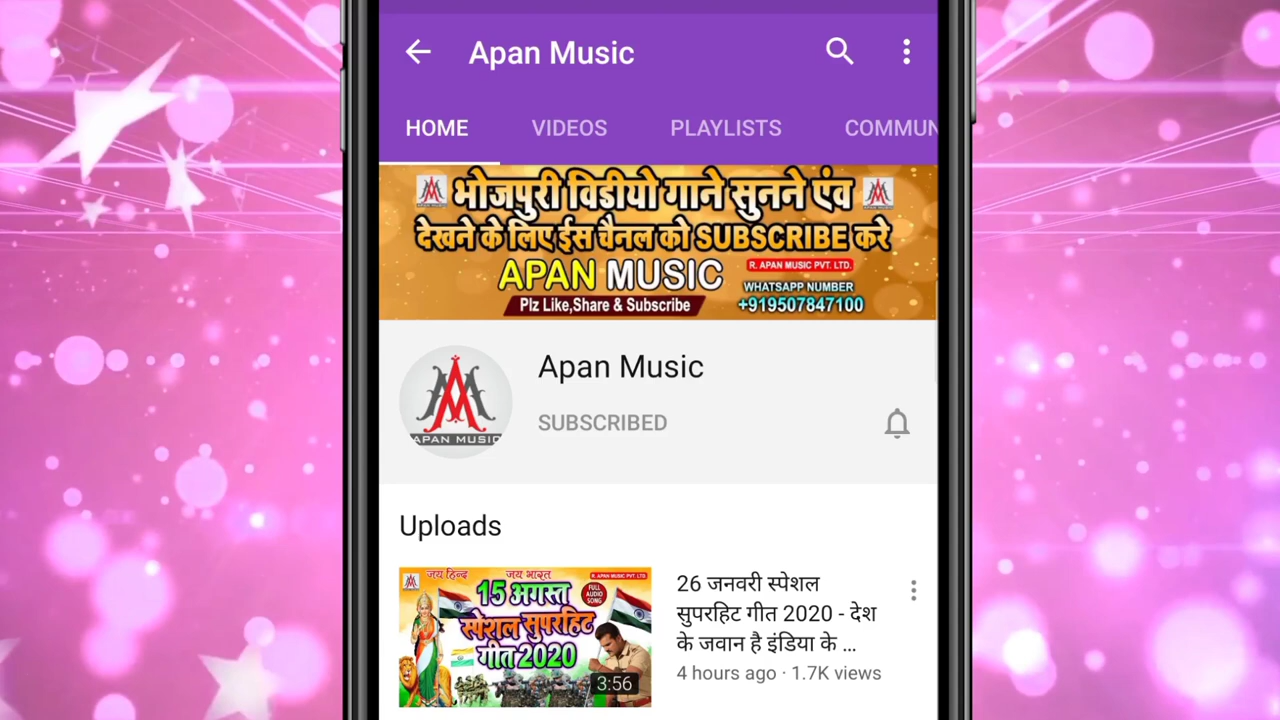 Apan Music
HOME VIDEOS PLAYLISTS COMMUN
भोजपुरी विडीयो गाने सुनने एंव
देखने के लिए ईस चैनल को SUBSCRIBE करे
APAN MUSIC
R. APAN MUSIC PVT. LTD.
WHATSAPP NUMBER
+919507847100
Plz Like,Share & Subscribe
Apan Music
SUBSCRIBED
APAN MUSIC
Uploads
जय हिन्द जय भारत
R. APAN MUSIC PVT. LTD
15 अगस्त
FULL
AUDIO
SONG
स्पेशल सुपरहिट
गीत 2020
3:56
26 जनवरी स्पेशल
सुपरहिट गीत 2020 - देश
के जवान है इंडिया के ...
4 hours ago · 1.7K views